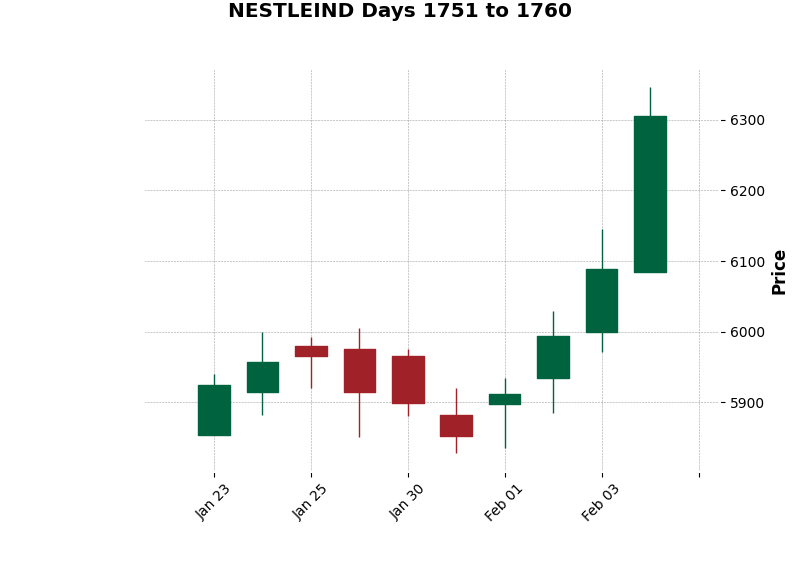 NESTLEIND Days 1751 to 1760
6300
6200
6100
6000
5900
Price
Jan 23
Jan 25
Jan 30
Feb 01
Feb 03